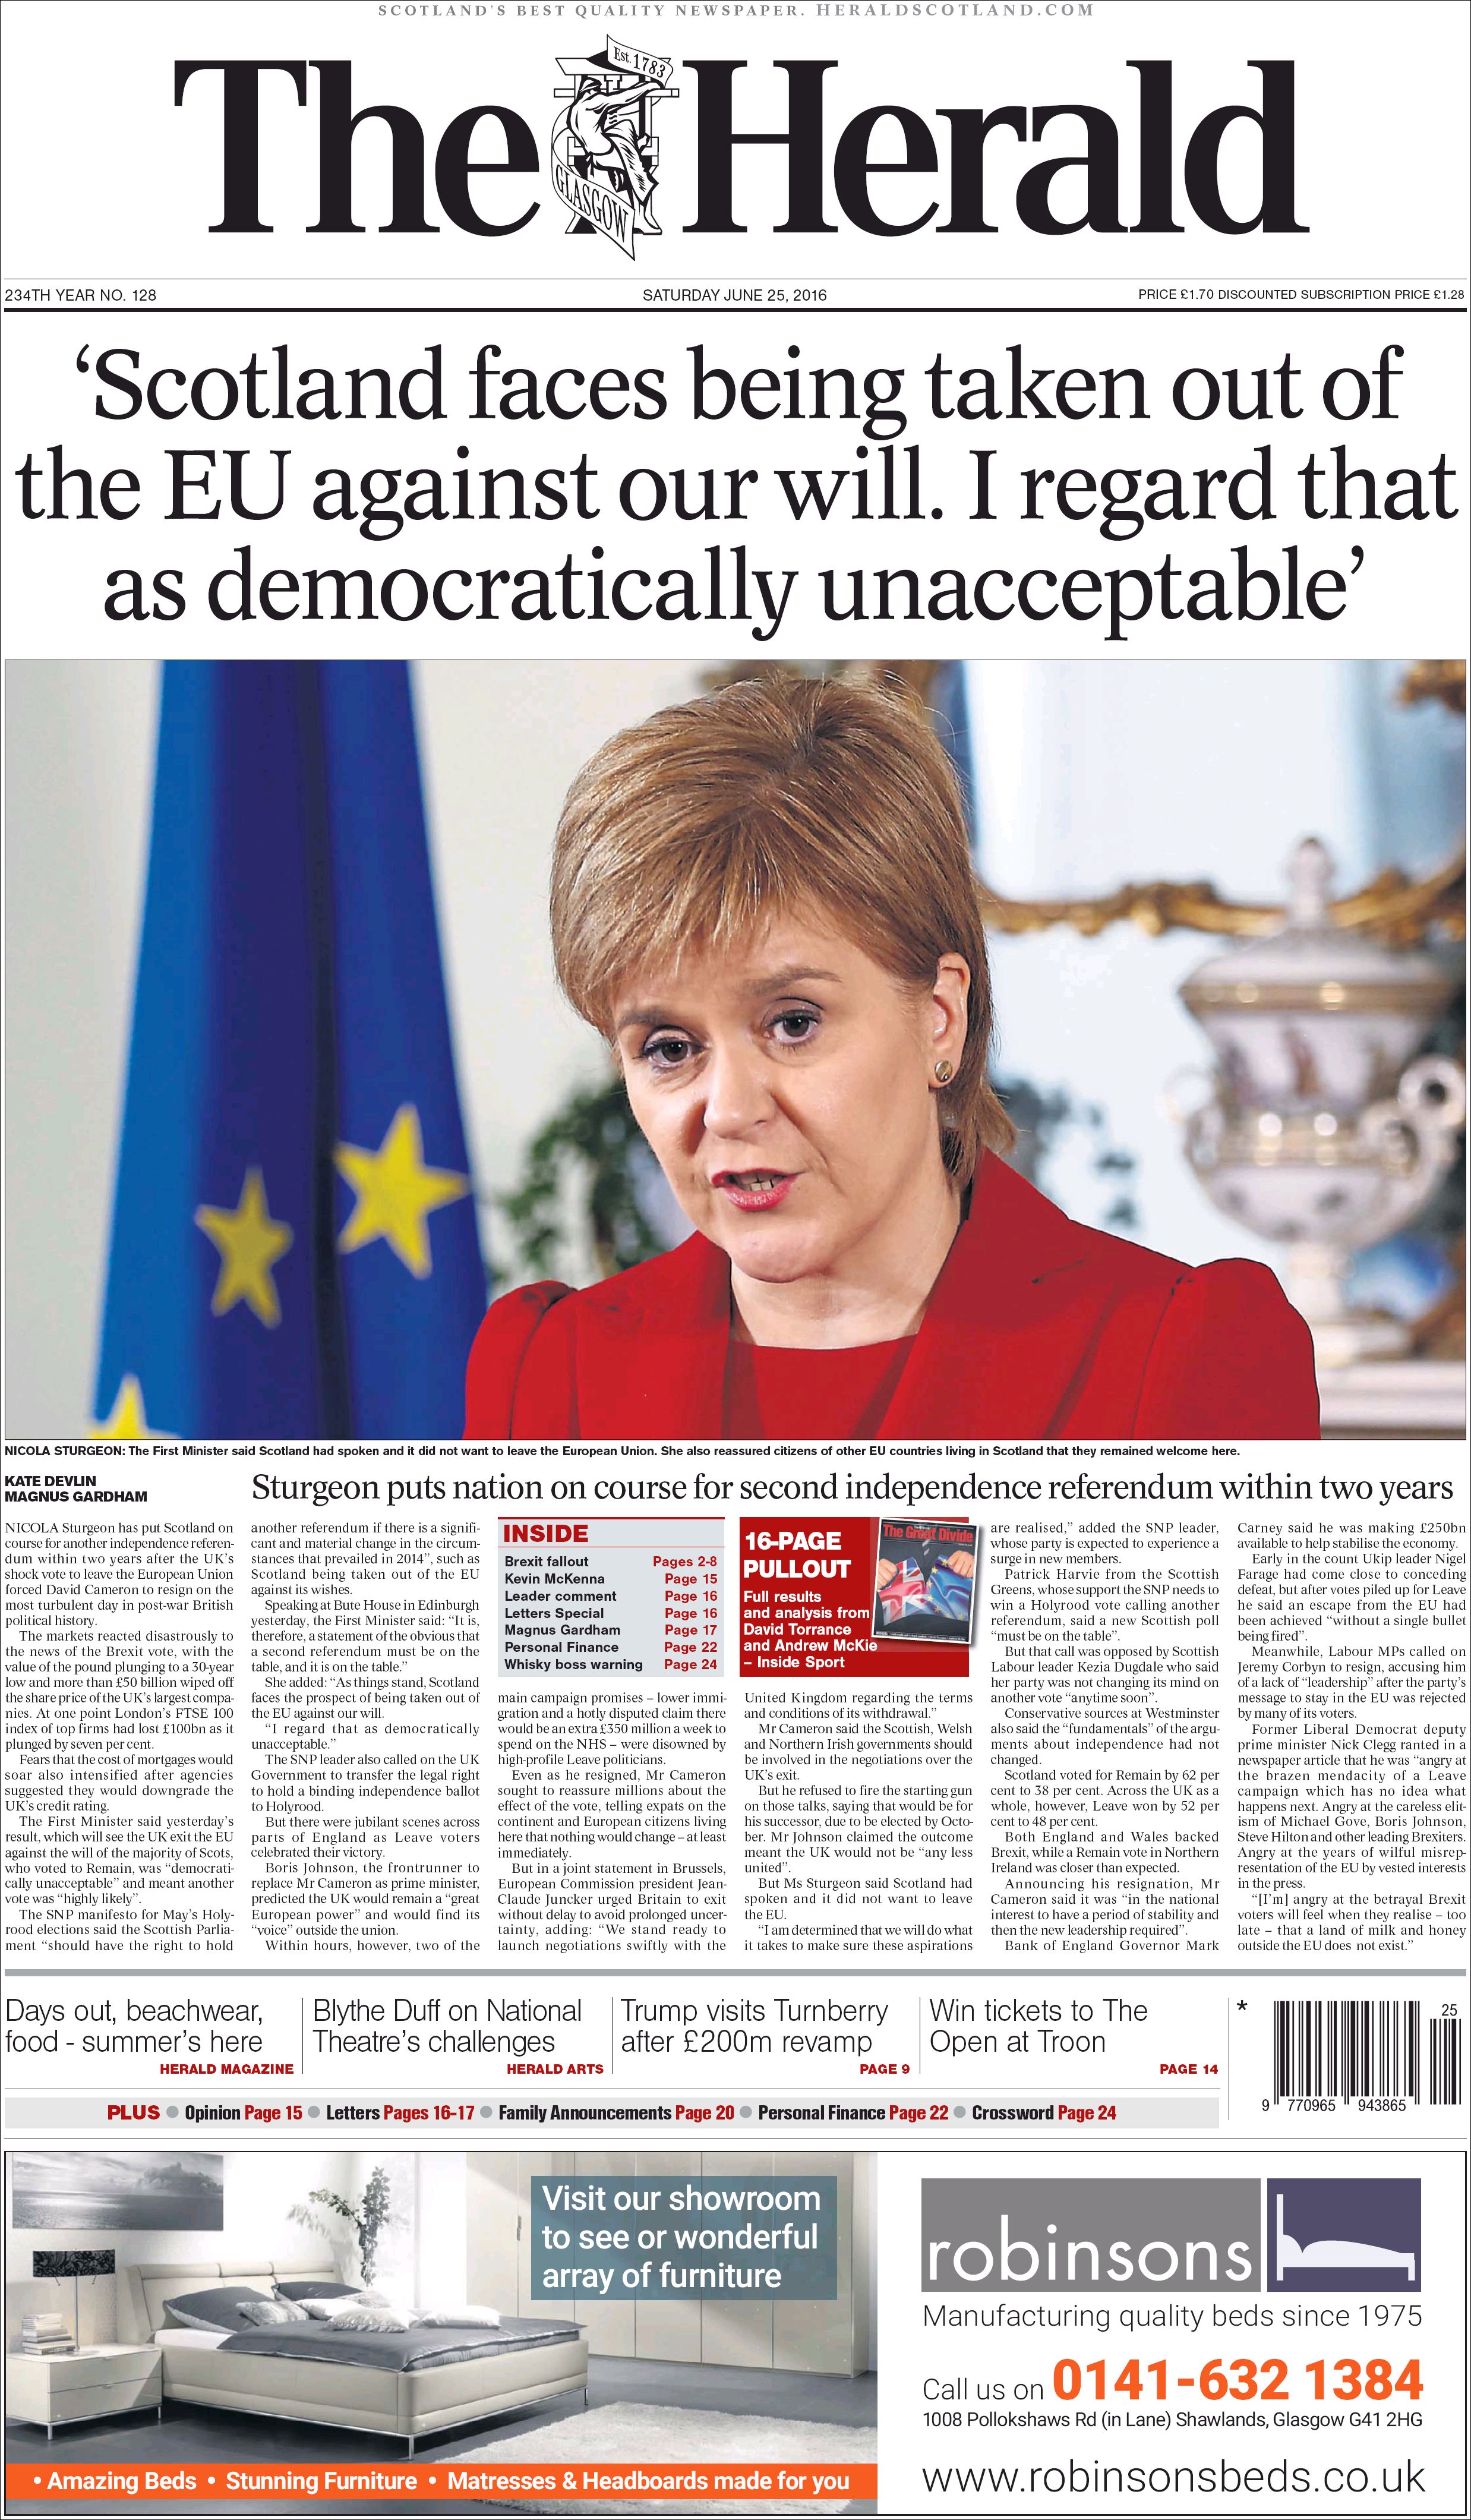 SCOTLAND'S BEST QUALITY NEWSPAPER. HERALDSCOTLAND.COM
The Herald
Est. 1783
GLASGOW
234TH YEAR NO. 128
SATURDAY JUNE 25, 2016
PRICE £1.70 DISCOUNTED SUBSCRIPTION PRICE £1.28
‘Scotland faces being taken out of
the EU against our will. I regard that
as democratically unacceptable’
NICOLA STURGEON: The First Minister said Scotland had spoken and it did not want to leave the European Union. She also reassured citizens of other EU countries living in Scotland that they remained welcome here.
KATE DEVLIN
MAGNUS GARDHAM
Sturgeon puts nation on course for second independence referendum within two years
NICOLA Sturgeon has put Scotland on
course for another independence referen-
dum within two years after the UK’s
shock vote to leave the European Union
forced David Cameron to resign on the
most turbulent day in post-war British
political history.
The markets reacted disastrously to
the news of the Brexit vote, with the
value of the pound plunging to a 30-year
low and more than £50 billion wiped off
the share price of the UK’s largest compa-
nies. At one point London’s FTSE 100
index of top firms had lost £100bn as it
plunged by seven per cent.
Fears that the cost of mortgages would
soar also intensified after agencies
suggested they would downgrade the
UK’s credit rating.
The First Minister said yesterday’s
result, which will see the UK exit the EU
against the will of the majority of Scots,
who voted to Remain, was “democrati-
cally unacceptable” and meant another
vote was “highly likely”.
The SNP manifesto for May’s Holy-
rood elections said the Scottish Parlia-
ment “should have the right to hold
another referendum if there is a signifi-
cant and material change in the circum-
stances that prevailed in 2014”, such as
Scotland being taken out of the EU
against its wishes.
Speaking at Bute House in Edinburgh
yesterday, the First Minister said: “It is,
therefore, a statement of the obvious that
a second referendum must be on the
table, and it is on the table.”
She added: “As things stand, Scotland
faces the prospect of being taken out of
the EU against our will.
“I regard that as democratically
unacceptable.”
The SNP leader also called on the UK
Government to transfer the legal right
to hold a binding independence ballot
to Holyrood.
But there were jubilant scenes across
parts of England as Leave voters
celebrated their victory.
Boris Johnson, the frontrunner to
replace Mr Cameron as prime minister,
predicted the UK would remain a “great
European power” and would find its
“voice” outside the union.
Within hours, however, two of the
INSIDE
Brexit fallout Pages 2-8
Kevin McKenna Page 15
Leader comment Page 16
Letters Special Page 16
Magnus Gardham Page 17
Personal Finance Page 22
Whisky boss warning Page 24
main campaign promises – lower immi-
gration and a hotly disputed claim there
would be an extra £350 million a week to
spend on the NHS – were disowned by
high-profile Leave politicians.
Even as he resigned, Mr Cameron
sought to reassure millions about the
effect of the vote, telling expats on the
continent and European citizens living
here that nothing would change – at least
immediately.
But in a joint statement in Brussels,
European Commission president Jean-
Claude Juncker urged Britain to exit
without delay to avoid prolonged uncer-
tainty, adding: “We stand ready to
launch negotiations swiftly with the
16-PAGE
PULLOUT
Full results
and analysis from
David Torrance
and Andrew McKie
– Inside Sport
The Great Divide
United Kingdom regarding the terms
and conditions of its withdrawal.”
Mr Cameron said the Scottish, Welsh
and Northern Irish governments should
be involved in the negotiations over the
UK’s exit.
But he refused to fire the starting gun
on those talks, saying that would be for
his successor, due to be elected by Octo-
ber. Mr Johnson claimed the outcome
meant the UK would not be “any less
united”.
But Ms Sturgeon said Scotland had
spoken and it did not want to leave
the EU.
“I am determined that we will do what
it takes to make sure these aspirations
are realised,” added the SNP leader,
whose party is expected to experience a
surge in new members.
Patrick Harvie from the Scottish
Greens, whose support the SNP needs to
win a Holyrood vote calling another
referendum, said a new Scottish poll
“must be on the table”.
But that call was opposed by Scottish
Labour leader Kezia Dugdale who said
her party was not changing its mind on
another vote “anytime soon”.
Conservative sources at Westminster
also said the “fundamentals” of the argu-
ments about independence had not
changed.
Scotland voted for Remain by 62 per
cent to 38 per cent. Across the UK as a
whole, however, Leave won by 52 per
cent to 48 per cent.
Both England and Wales backed
Brexit, while a Remain vote in Northern
Ireland was closer than expected.
Announcing his resignation, Mr
Cameron said it was “in the national
interest to have a period of stability and
then the new leadership required”.
Bank of England Governor Mark
Carney said he was making £250bn
available to help stabilise the economy.
Early in the count Ukip leader Nigel
Farage had come close to conceding
defeat, but after votes piled up for Leave
he said an escape from the EU had
been achieved “without a single bullet
being fired”.
Meanwhile, Labour MPs called on
Jeremy Corbyn to resign, accusing him
of a lack of “leadership” after the party’s
message to stay in the EU was rejected
by many of its voters.
Former Liberal Democrat deputy
prime minister Nick Clegg ranted in a
newspaper article that he was “angry at
the brazen mendacity of a Leave
campaign which has no idea what
happens next. Angry at the careless elit-
ism of Michael Gove, Boris Johnson,
Steve Hilton and other leading Brexiters.
Angry at the years of wilful misrep-
resentation of the EU by vested interests
in the press.
“[I’m] angry at the betrayal Brexit
voters will feel when they realise – too
late – that a land of milk and honey
outside the EU does not exist.”
Days out, beachwear,
food - summer’s here
HERALD MAGAZINE
Blythe Duff on National
Theatre’s challenges
HERALD ARTS
Trump visits Turnberry
after £200m revamp
PAGE 9
Win tickets to The
Open at Troon
PAGE 14
*
25
9 770965 943865
PLUS ● Opinion Page 15 ● Letters Pages 16-17 ● Family Announcements Page 20 ● Personal Finance Page 22 ● Crossword Page 24
Visit our showroom
to see or wonderful
array of furniture
• Amazing Beds • Stunning Furniture • Matresses & Headboards made for you
robinsons
Manufacturing quality beds since 1975
Call us on 0141-632 1384
1008 Pollokshaws Rd (in Lane) Shawlands, Glasgow G41 2HG
www.robinsonsbeds.co.uk